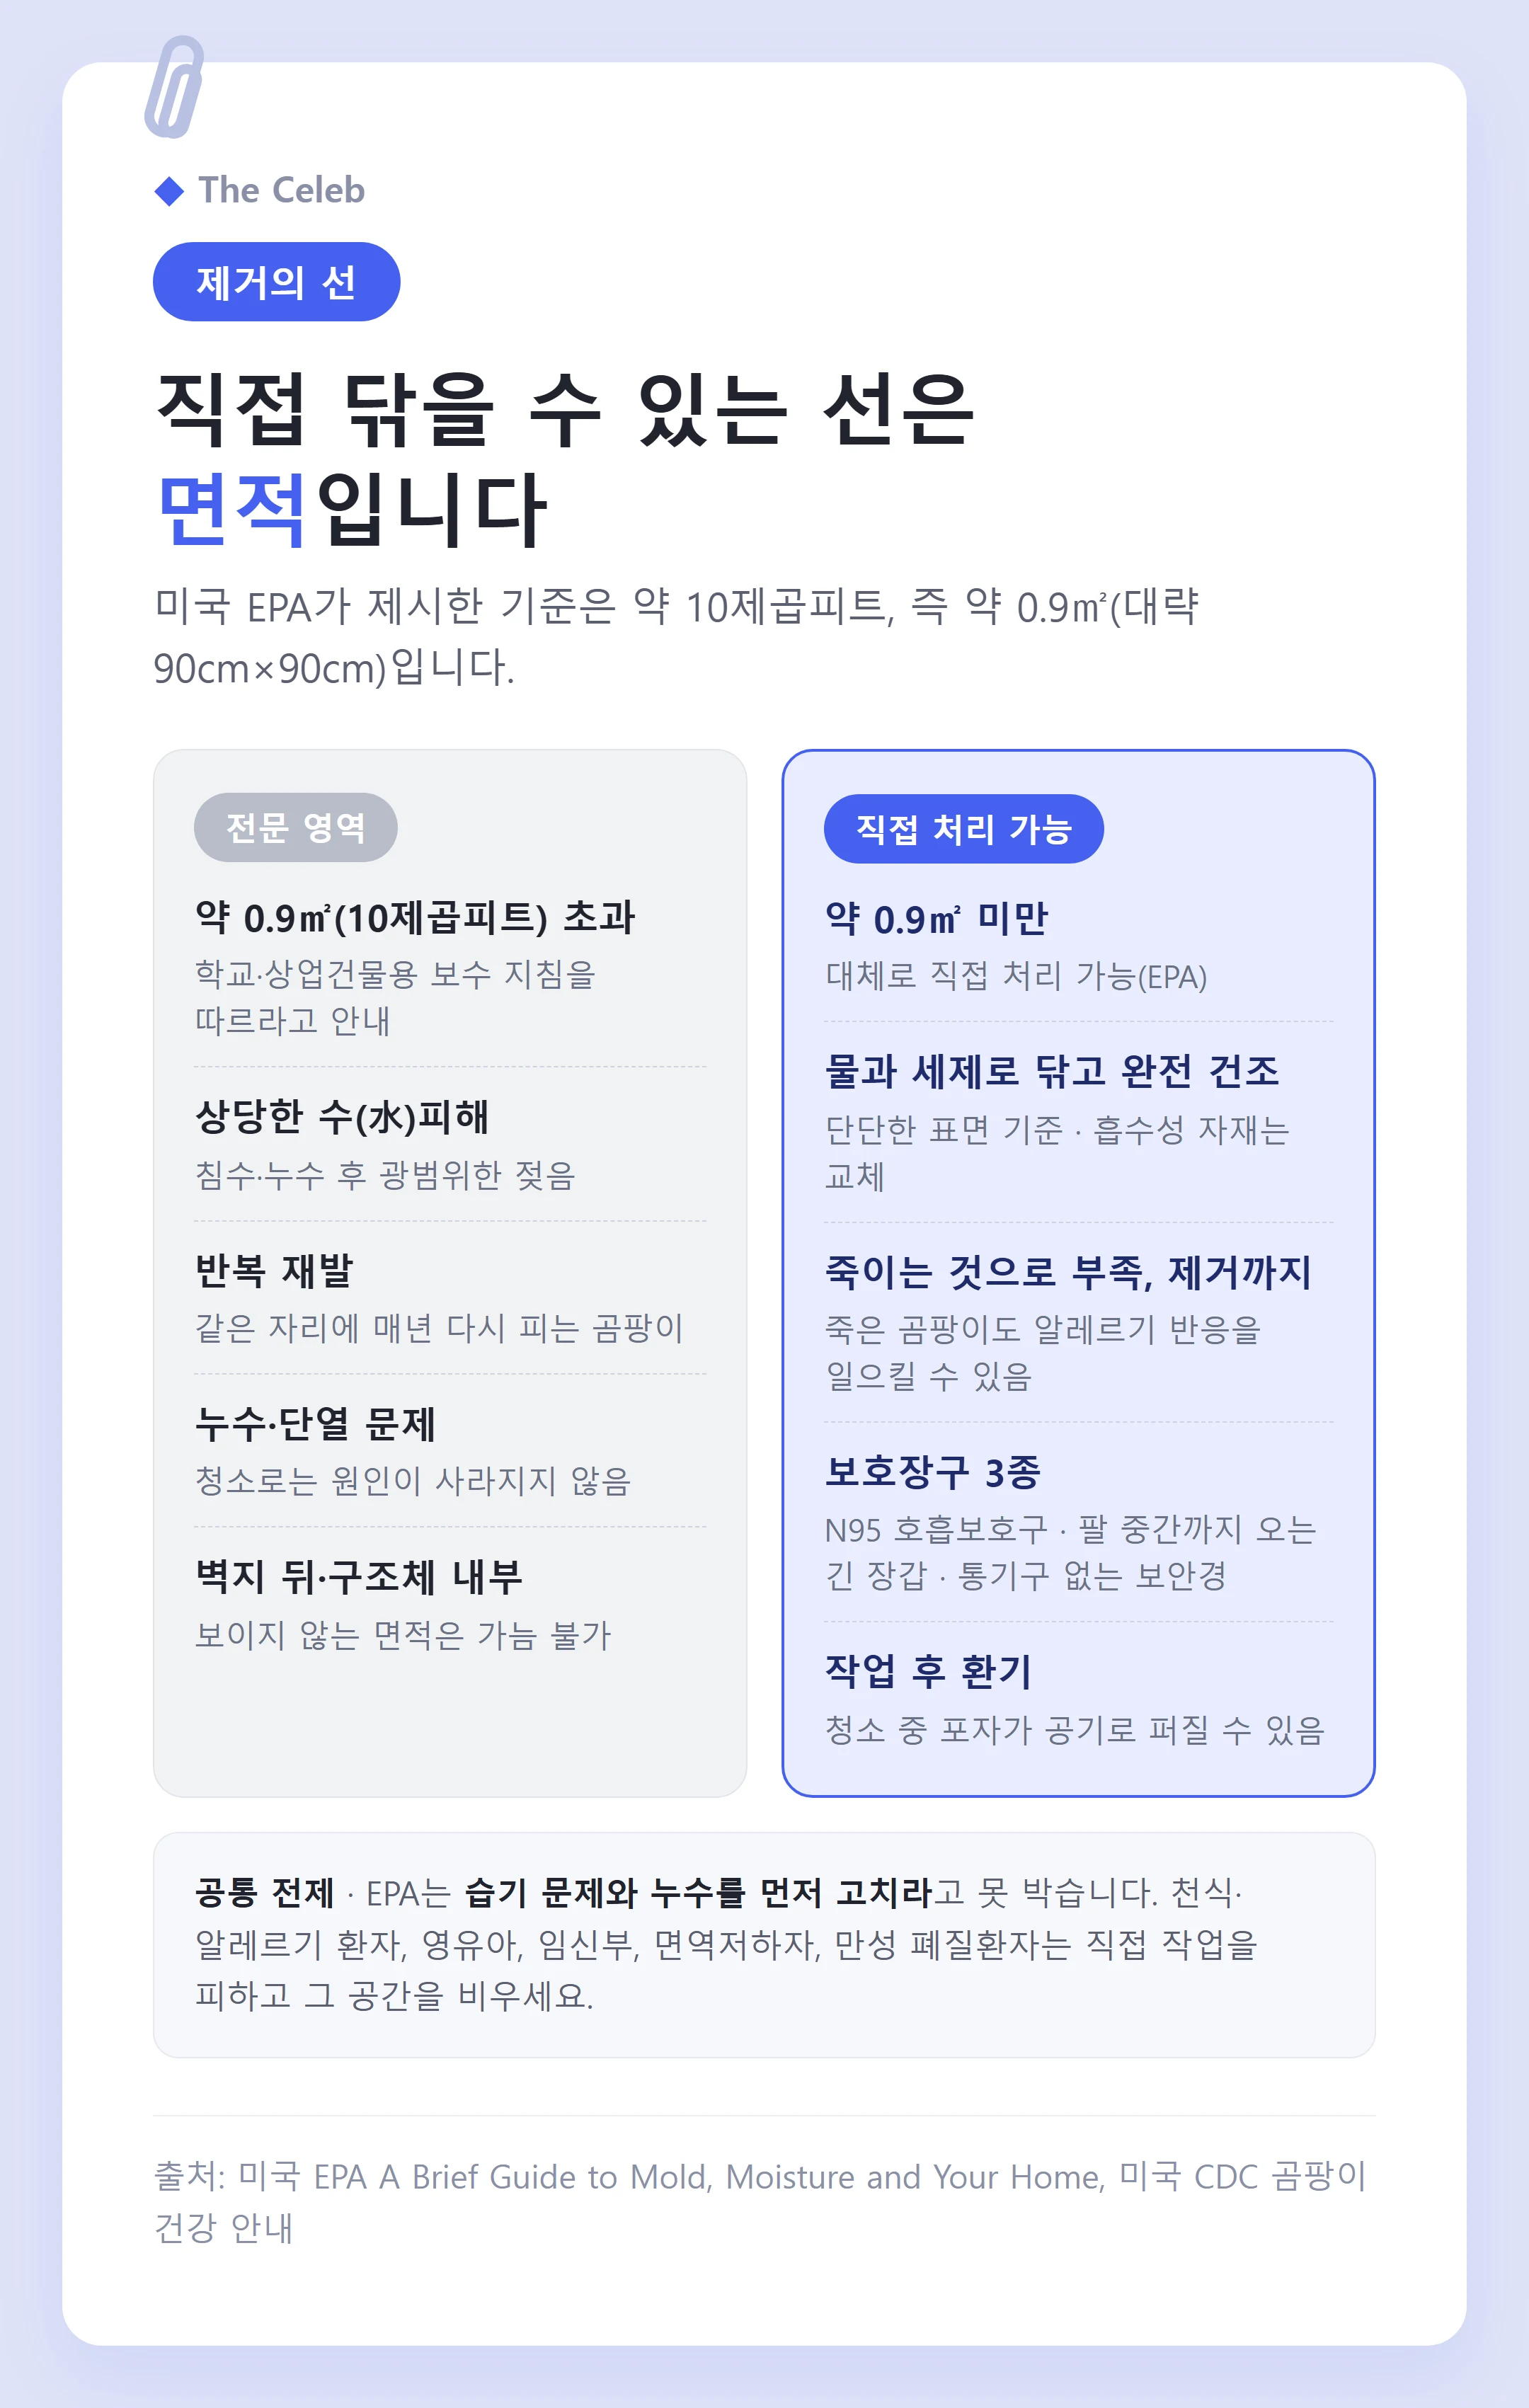 The Celeb
제거의 선
직접 닦을 수 있는 선은
면적입니다
미국 EPA가 제시한 기준은 약 10제곱피트, 즉 약 0.9㎡(대략
90cm×90cm)입니다.
전문 영역
약 0.9㎡(10제곱피트) 초과
학교·상업건물용 보수 지침을
따르라고 안내
상당한 수(水)피해
침수·누수 후 광범위한 젖음
반복 재발
같은 자리에 매년 다시 피는 곰팡이
누수·단열 문제
청소로는 원인이 사라지지 않음
벽지 뒤·구조체 내부
보이지 않는 면적은 가늠 불가
직접 처리 가능
약 0.9㎡ 미만
대체로 직접 처리 가능(EPA)
물과 세제로 닦고 완전 건조
단단한 표면 기준 · 흡수성 자재는
교체
죽이는 것으로 부족, 제거까지
죽은 곰팡이도 알레르기 반응을
일으킬 수 있음
보호장구 3종
N95 호흡보호구 · 팔 중간까지 오는
긴 장갑 · 통기구 없는 보안경
작업 후 환기
청소 중 포자가 공기로 퍼질 수 있음
공통 전제 · EPA는 습기 문제와 누수를 먼저 고치라고 못 박습니다. 천식·
알레르기 환자, 영유아, 임신부, 면역저하자, 만성 폐질환자는 직접 작업을
피하고 그 공간을 비우세요.
출처: 미국 EPA A Brief Guide to Mold, Moisture and Your Home, 미국 CDC 곰팡이
건강 안내